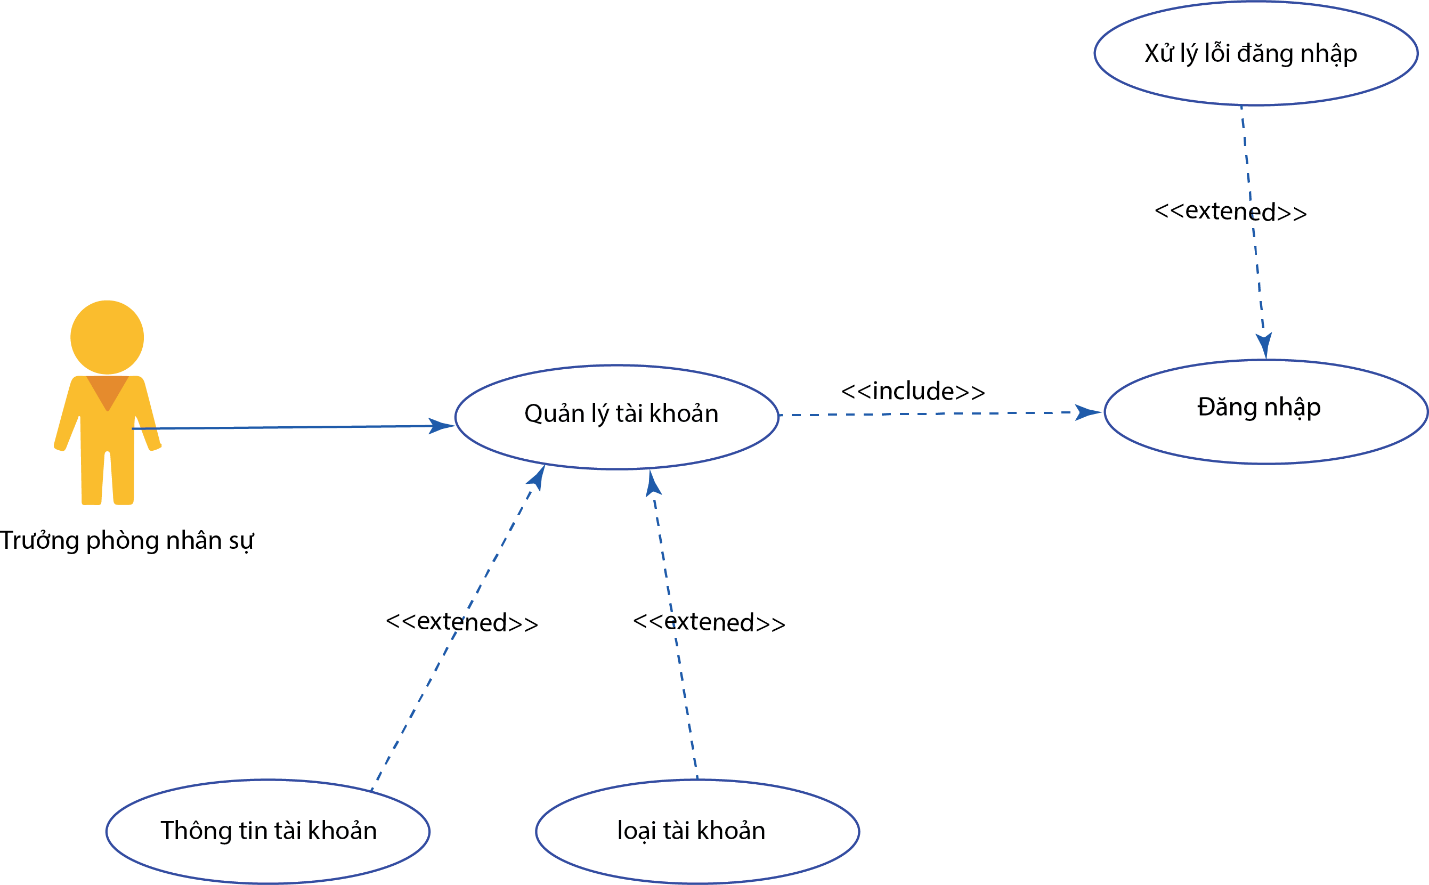 Xử lý lỗi đăng nhập
<<extened>>
<<include>>
Quản lý tài khoản
Đăng nhập
Trưởng phòng nhân sự
<<extened>>
<<extened>>
Thông tin tài khoản
loại tài khoản